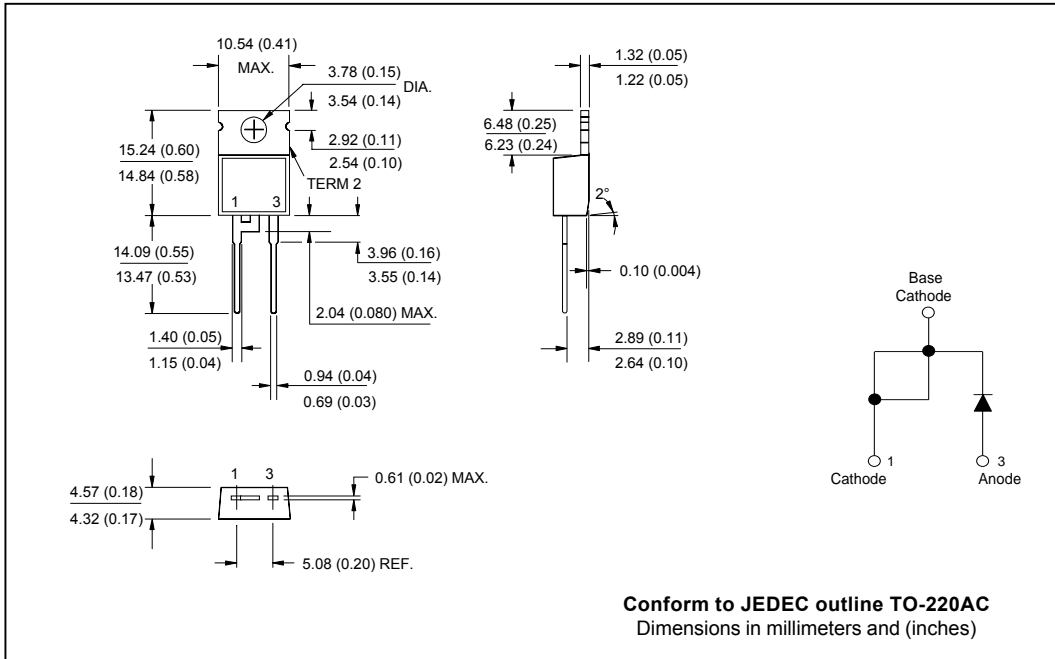 10.54 (0.41)
MAX.
3.78 (0.15)
DIA.
3.54 (0.14)
2.92 (0.11)
2.54 (0.10)
TERM 2
15.24 (0.60)
14.84 (0.58)
1 3
14.09 (0.55)
13.47 (0.53)
3.96 (0.16)
3.55 (0.14)
2.04 (0.080) MAX.
1.40 (0.05)
1.15 (0.04)
0.94 (0.04)
0.69 (0.03)
1.32 (0.05)
1.22 (0.05)
6.48 (0.25)
6.23 (0.24)
2°
0.10 (0.004)
2.89 (0.11)
2.64 (0.10)
Base
Cathode
1
Cathode
3
Anode
1 3
0.61 (0.02) MAX.
4.57 (0.18)
4.32 (0.17)
5.08 (0.20) REF.
Conform to JEDEC outline TO-220AC
Dimensions in millimeters and (inches)